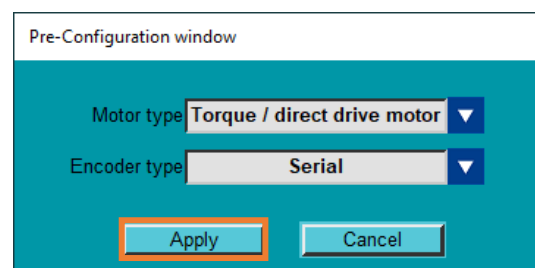 Pre-Configuration window
Motor type Torque / direct drive motor
Encoder type Serial
Apply Cancel